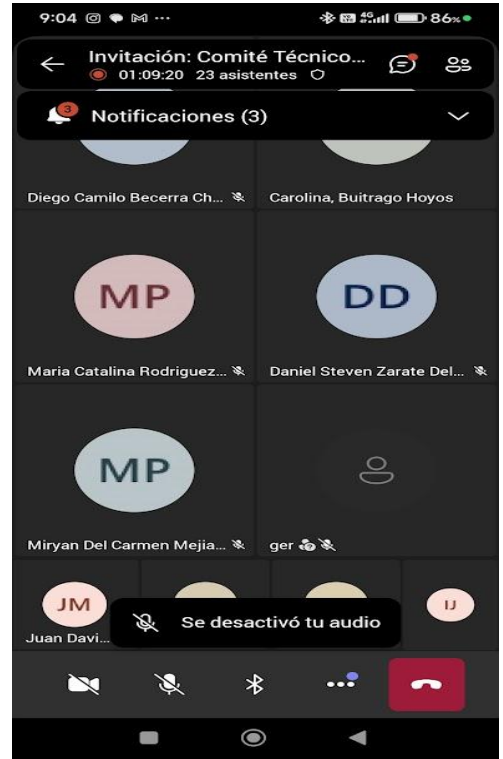 9:04 4G 86%
Invitación: Comité Técnico...
01:09:20 23 asistentes
3 Notificaciones (3)
Diego Camilo Becerra Ch... Carolina, Buitrago Hoyos
MP DD
Maria Catalina Rodriguez... Daniel Steven Zarate Del...
MP
Miryan Del Carmen Mejia... ger
JM IJ
Juan Davi...
Se desactivó tu audio